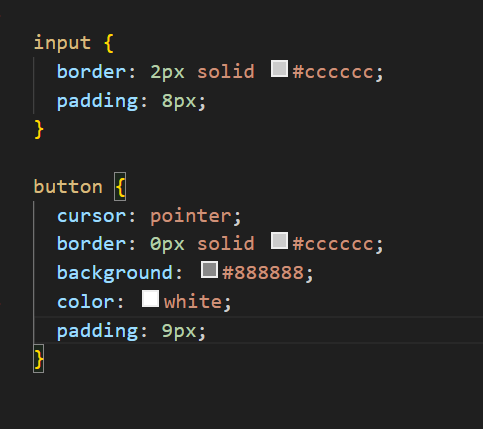 input {
  border: 2px solid #cccccc;
  padding: 8px;
}

button {
  cursor: pointer;
  border: 0px solid #cccccc;
  background: #888888;
  color: white;
  padding: 9px;
}